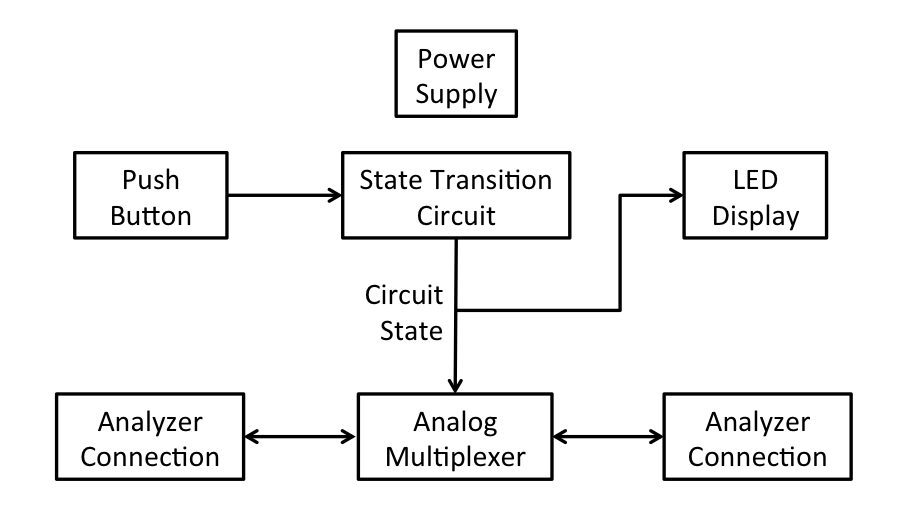 Power
Supply
Push
Button
State Transition
Circuit
LED
Display
Circuit
State
Analyzer
Connection
Analog
Multiplexer
Analyzer
Connection